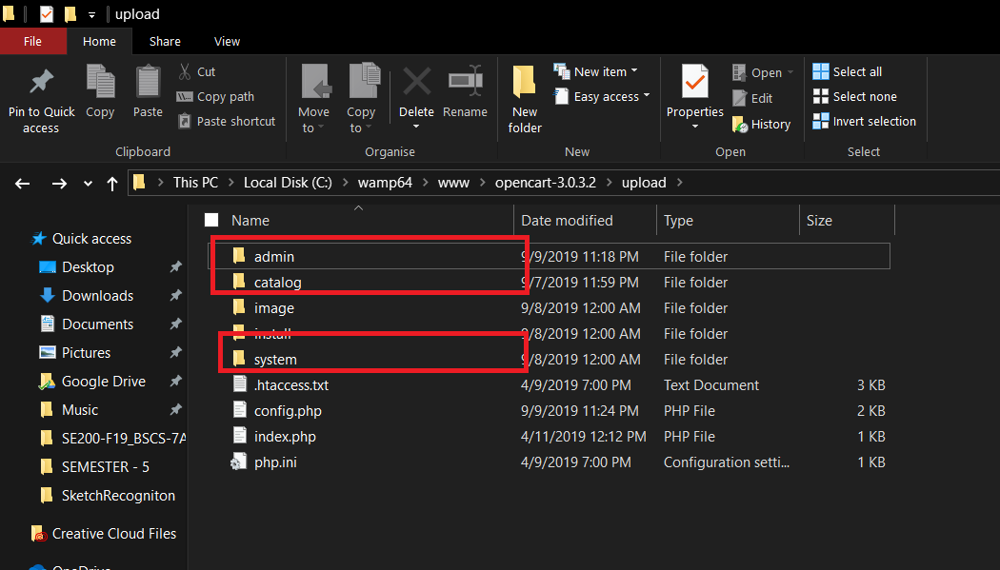 upload
File Home Share View
Pin to Quick access
Copy
Paste
Cut
Copy path
Paste shortcut
Clipboard
Move to
Copy to
Delete
Rename
Organise
New folder
New item
Easy access
New
Properties
Open
Edit
History
Open
Select all
Select none
Invert selection
Select
This PC > Local Disk (C:) > wamp64 > www > opencart-3.0.3.2 > upload >
Quick access
Desktop
Downloads
Documents
Pictures
Google Drive
Music
SE200-F19_BSCS-7A
SEMESTER - 5
SketchRecogniton
Creative Cloud Files
OneDrive
Name Date modified Type Size
admin 9/9/2019 11:18 PM File folder
catalog 9/7/2019 11:59 PM File folder
image 9/8/2019 12:00 AM File folder
install 9/8/2019 12:00 AM File folder
system 9/8/2019 12:00 AM File folder
.htaccess.txt 4/9/2019 7:00 PM Text Document 3 KB
config.php 9/9/2019 11:24 PM PHP File 2 KB
index.php 4/11/2019 12:12 PM PHP File 1 KB
php.ini 4/9/2019 7:00 PM Configuration setti... 1 KB